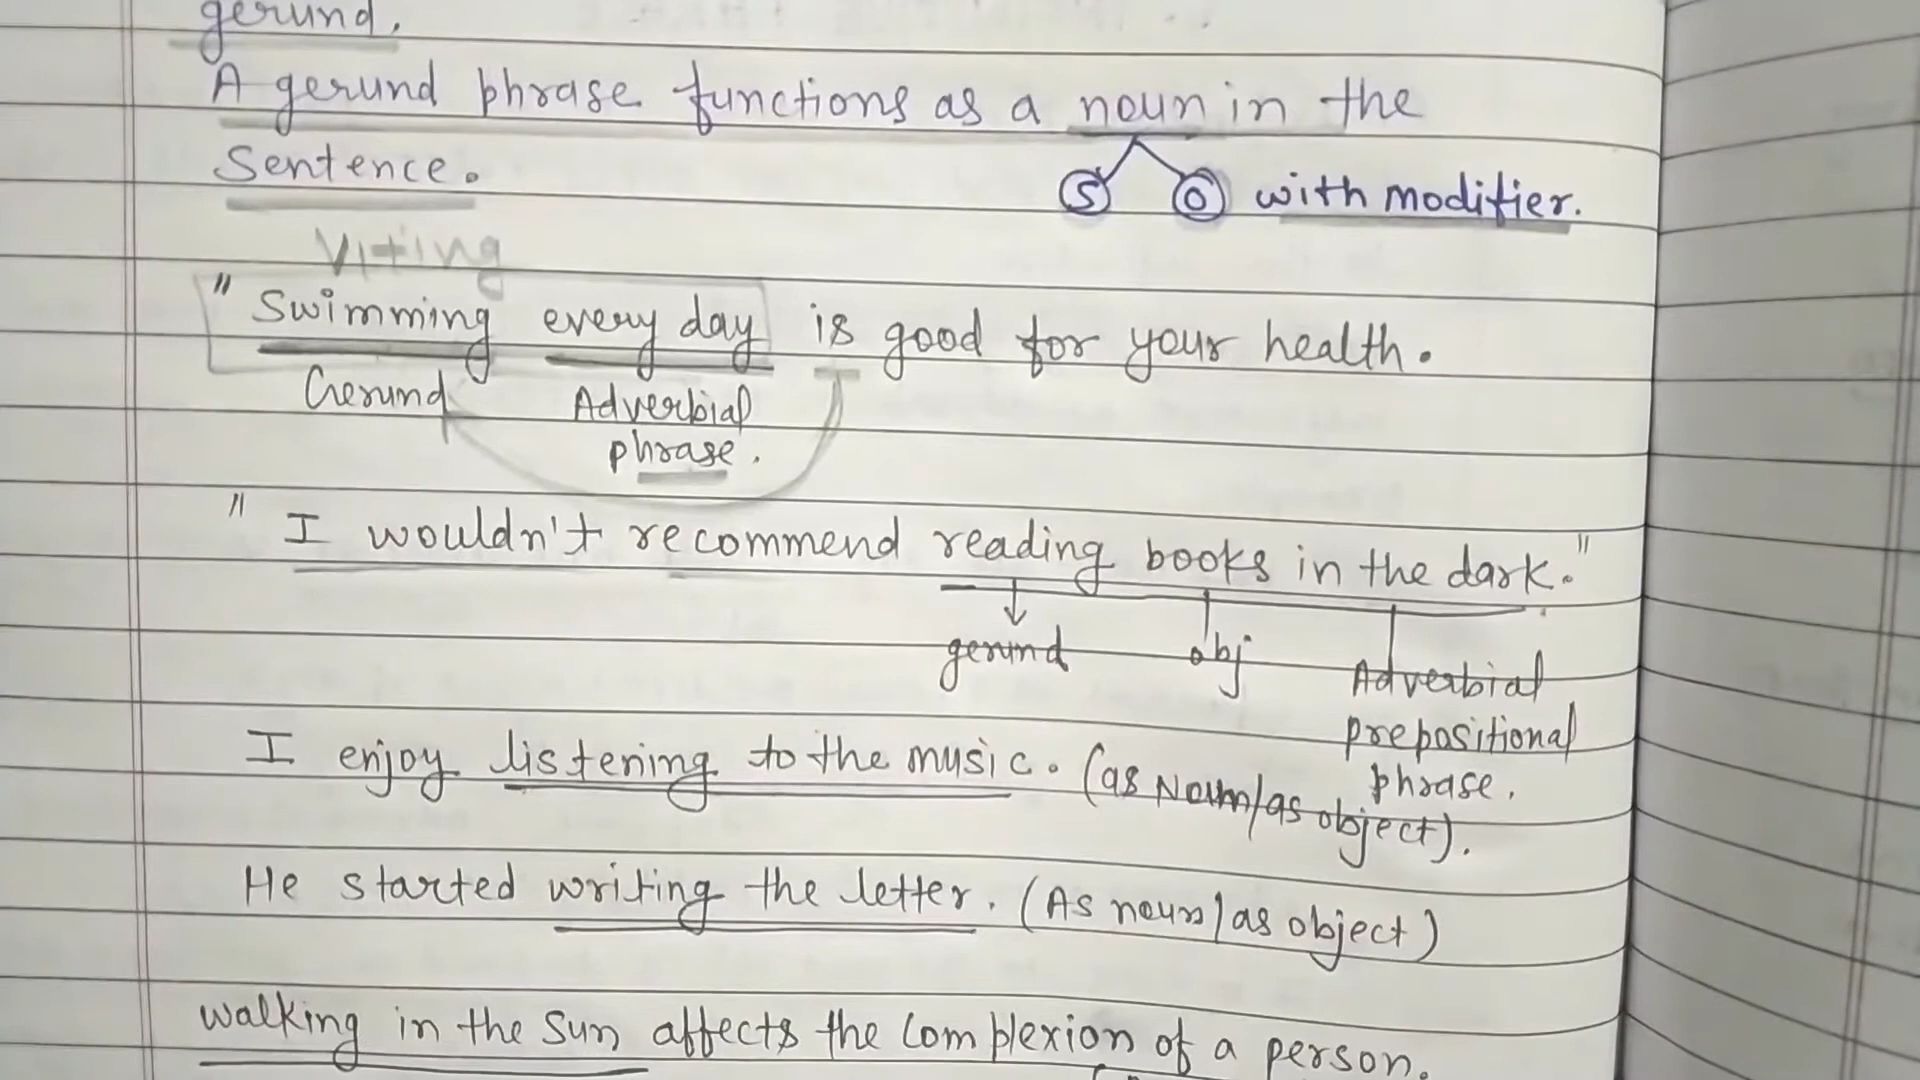 gerund.
A gerund phrase functions as a noun in the
Sentence.
S O with modifier.
V1+ing
" Swimming every day is good for your health.
Gerund Adverbial
phrase.
" I wouldn't recommend reading books in the dark."
gerund obj Adverbial
prepositional
phrase.
I enjoy listening to the music. (as Noun/as object).
He started writing the letter. (As noun/as object)
walking in the sun affects the complexion of a person.